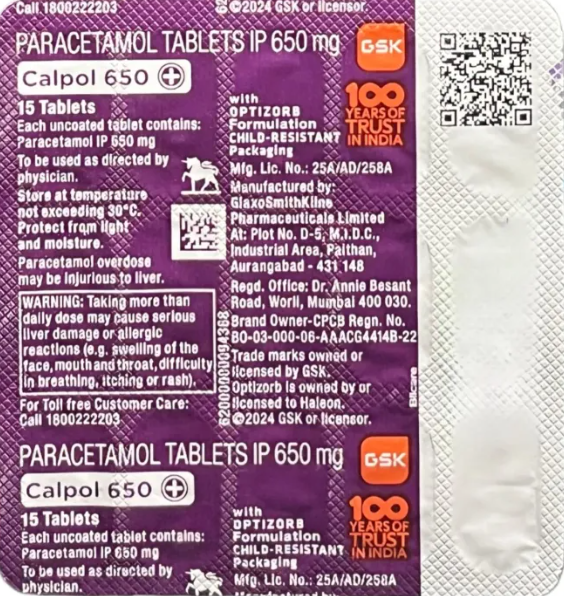 Call 1800222203
©2024 GSK or licensor.
PARACETAMOL TABLETS IP 650 mg
GSK
Calpol 650
15 Tablets
Each uncoated tablet contains:
Paracetamol IP 650 mg
To be used as directed by
physician.
Store at temperature
not exceeding 30°C.
Protect from light
and moisture.
Paracetamol overdose
may be injurious to liver.
WARNING: Taking more than
daily dose may cause serious
liver damage or allergic
reactions (e.g. swelling of the
face, mouth and throat, difficulty
in breathing, itching or rash).
For Toll free Customer Care:
Call 1800222203
with
OPTIZORB
Formulation
CHILD-RESISTANT
Packaging
100
YEARS OF
TRUST
IN INDIA
Mfg. Lic. No.: 25A/AD/258A
Manufactured by:
GlaxoSmithKline
Pharmaceuticals Limited
At: Plot No. D-5, M.I.D.C.,
Industrial Area, Paithan,
Aurangabad - 431 148
Regd. Office: Dr. Annie Besant
Road, Worli, Mumbai 400 030.
Brand Owner-CPCB Regn. No.
BO-03-000-06-AAACG4414B-22
Trade marks owned or
licensed by GSK.
Optizorb is owned by or
licensed to Haleon.
©2024 GSK or licensor.
Bilcare
PARACETAMOL TABLETS IP 650 mg
GSK
Calpol 650
15 Tablets
Each uncoated tablet contains:
Paracetamol IP 650 mg
To be used as directed by
physician.
with
OPTIZORB
Formulation
CHILD-RESISTANT
Packaging
100
YEARS OF
TRUST
IN INDIA
Mfg. Lic. No.: 25A/AD/258A
Manufactured by